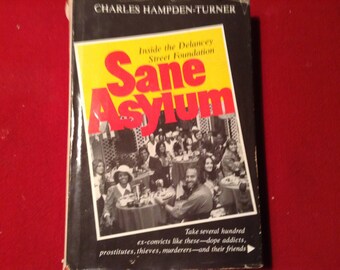 CHARLES HAMPDEN-TURNER
Inside the Delancey
Street Foundation
Sane
Asylum
Take several hundred
ex-convicts like these—dope addicts,
prostitutes, thieves, murderers—and their friends